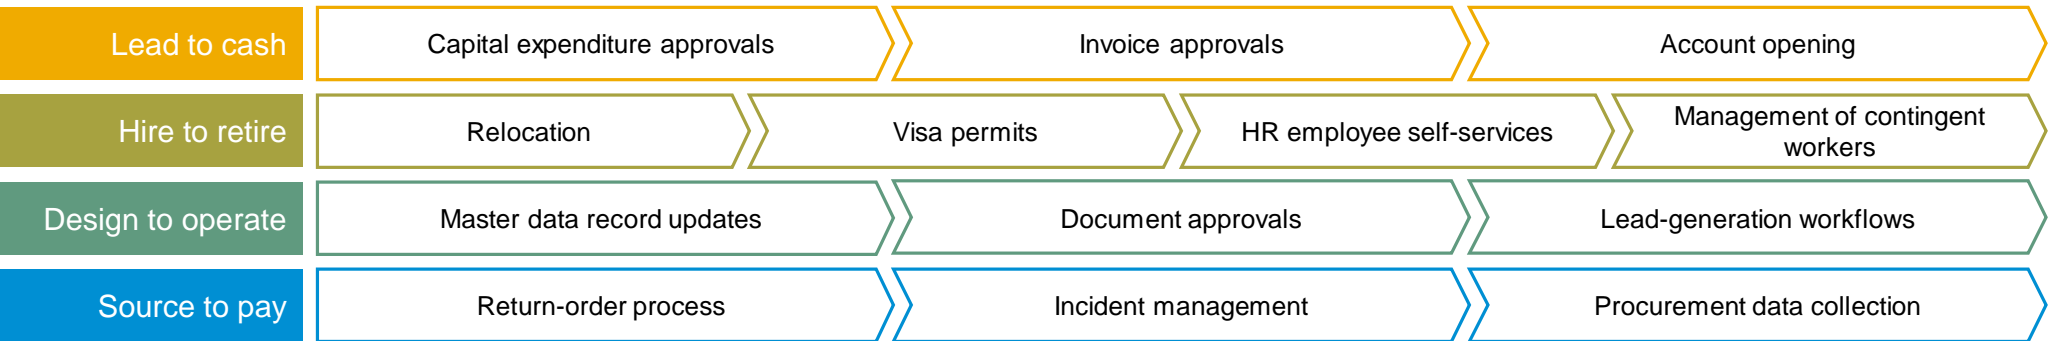 Lead to cash
Capital expenditure approvals
Invoice approvals
Account opening
Hire to retire
Relocation
Visa permits
HR employee self-services
Management of contingent
workers
Design to operate
Master data record updates
Document approvals
Lead-generation workflows
Source to pay
Return-order process
Incident management
Procurement data collection